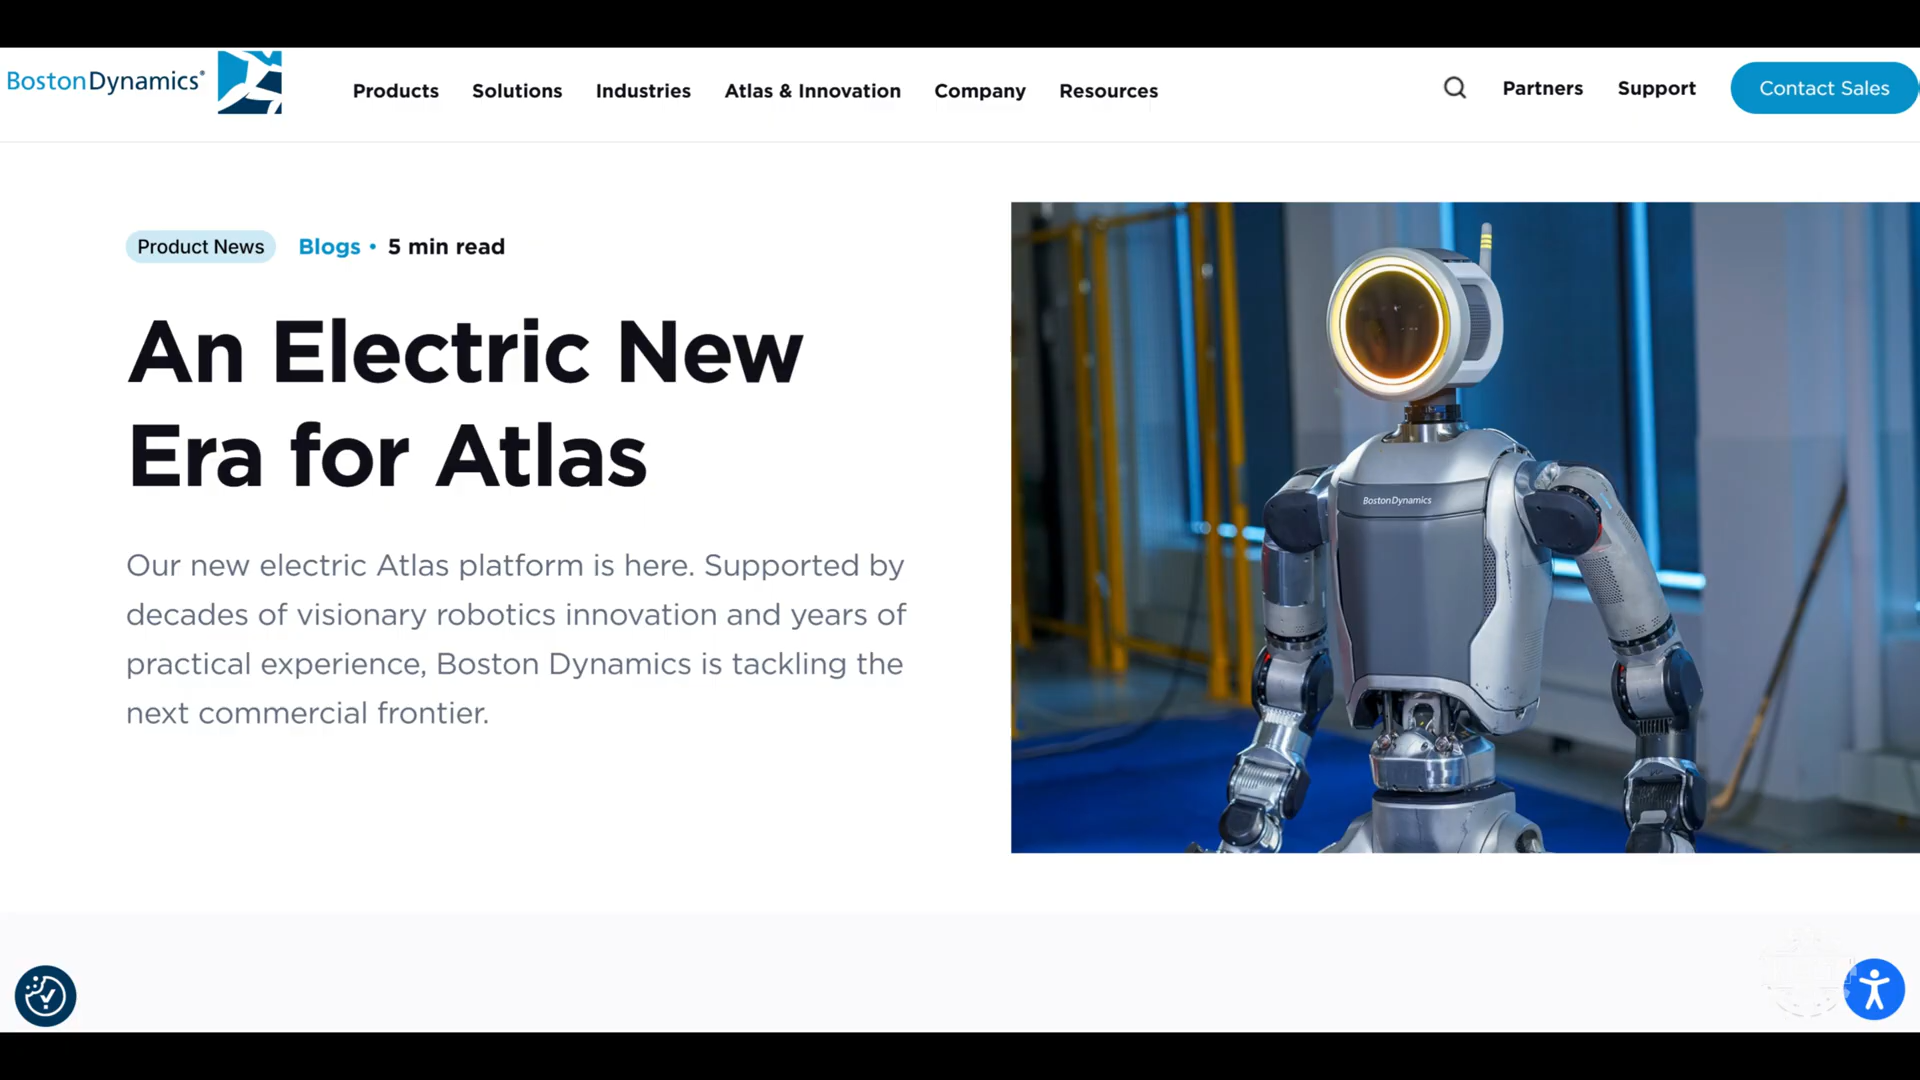 BostonDynamics®
Products Solutions Industries Atlas & Innovation Company Resources
Partners Support Contact Sales
Product News Blogs • 5 min read
An Electric New
Era for Atlas
Our new electric Atlas platform is here. Supported by
decades of visionary robotics innovation and years of
practical experience, Boston Dynamics is tackling the
next commercial frontier.
BostonDynamics